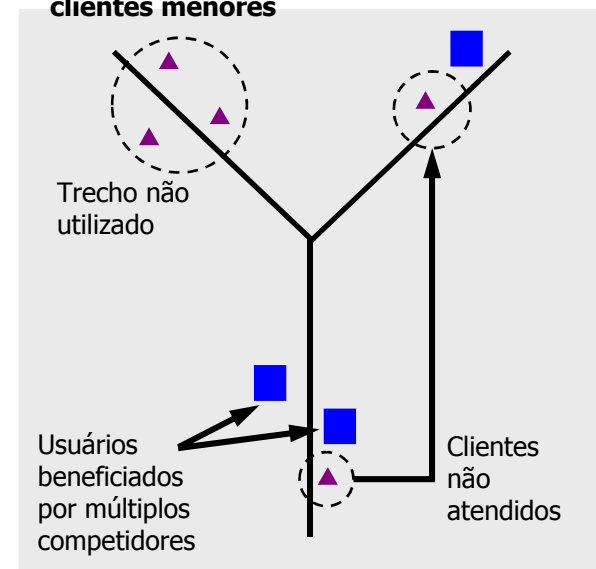 clientes menores
Trecho não
utilizado
Usuários
beneficiados
por múltiplos
competidores
Clientes
não
atendidos